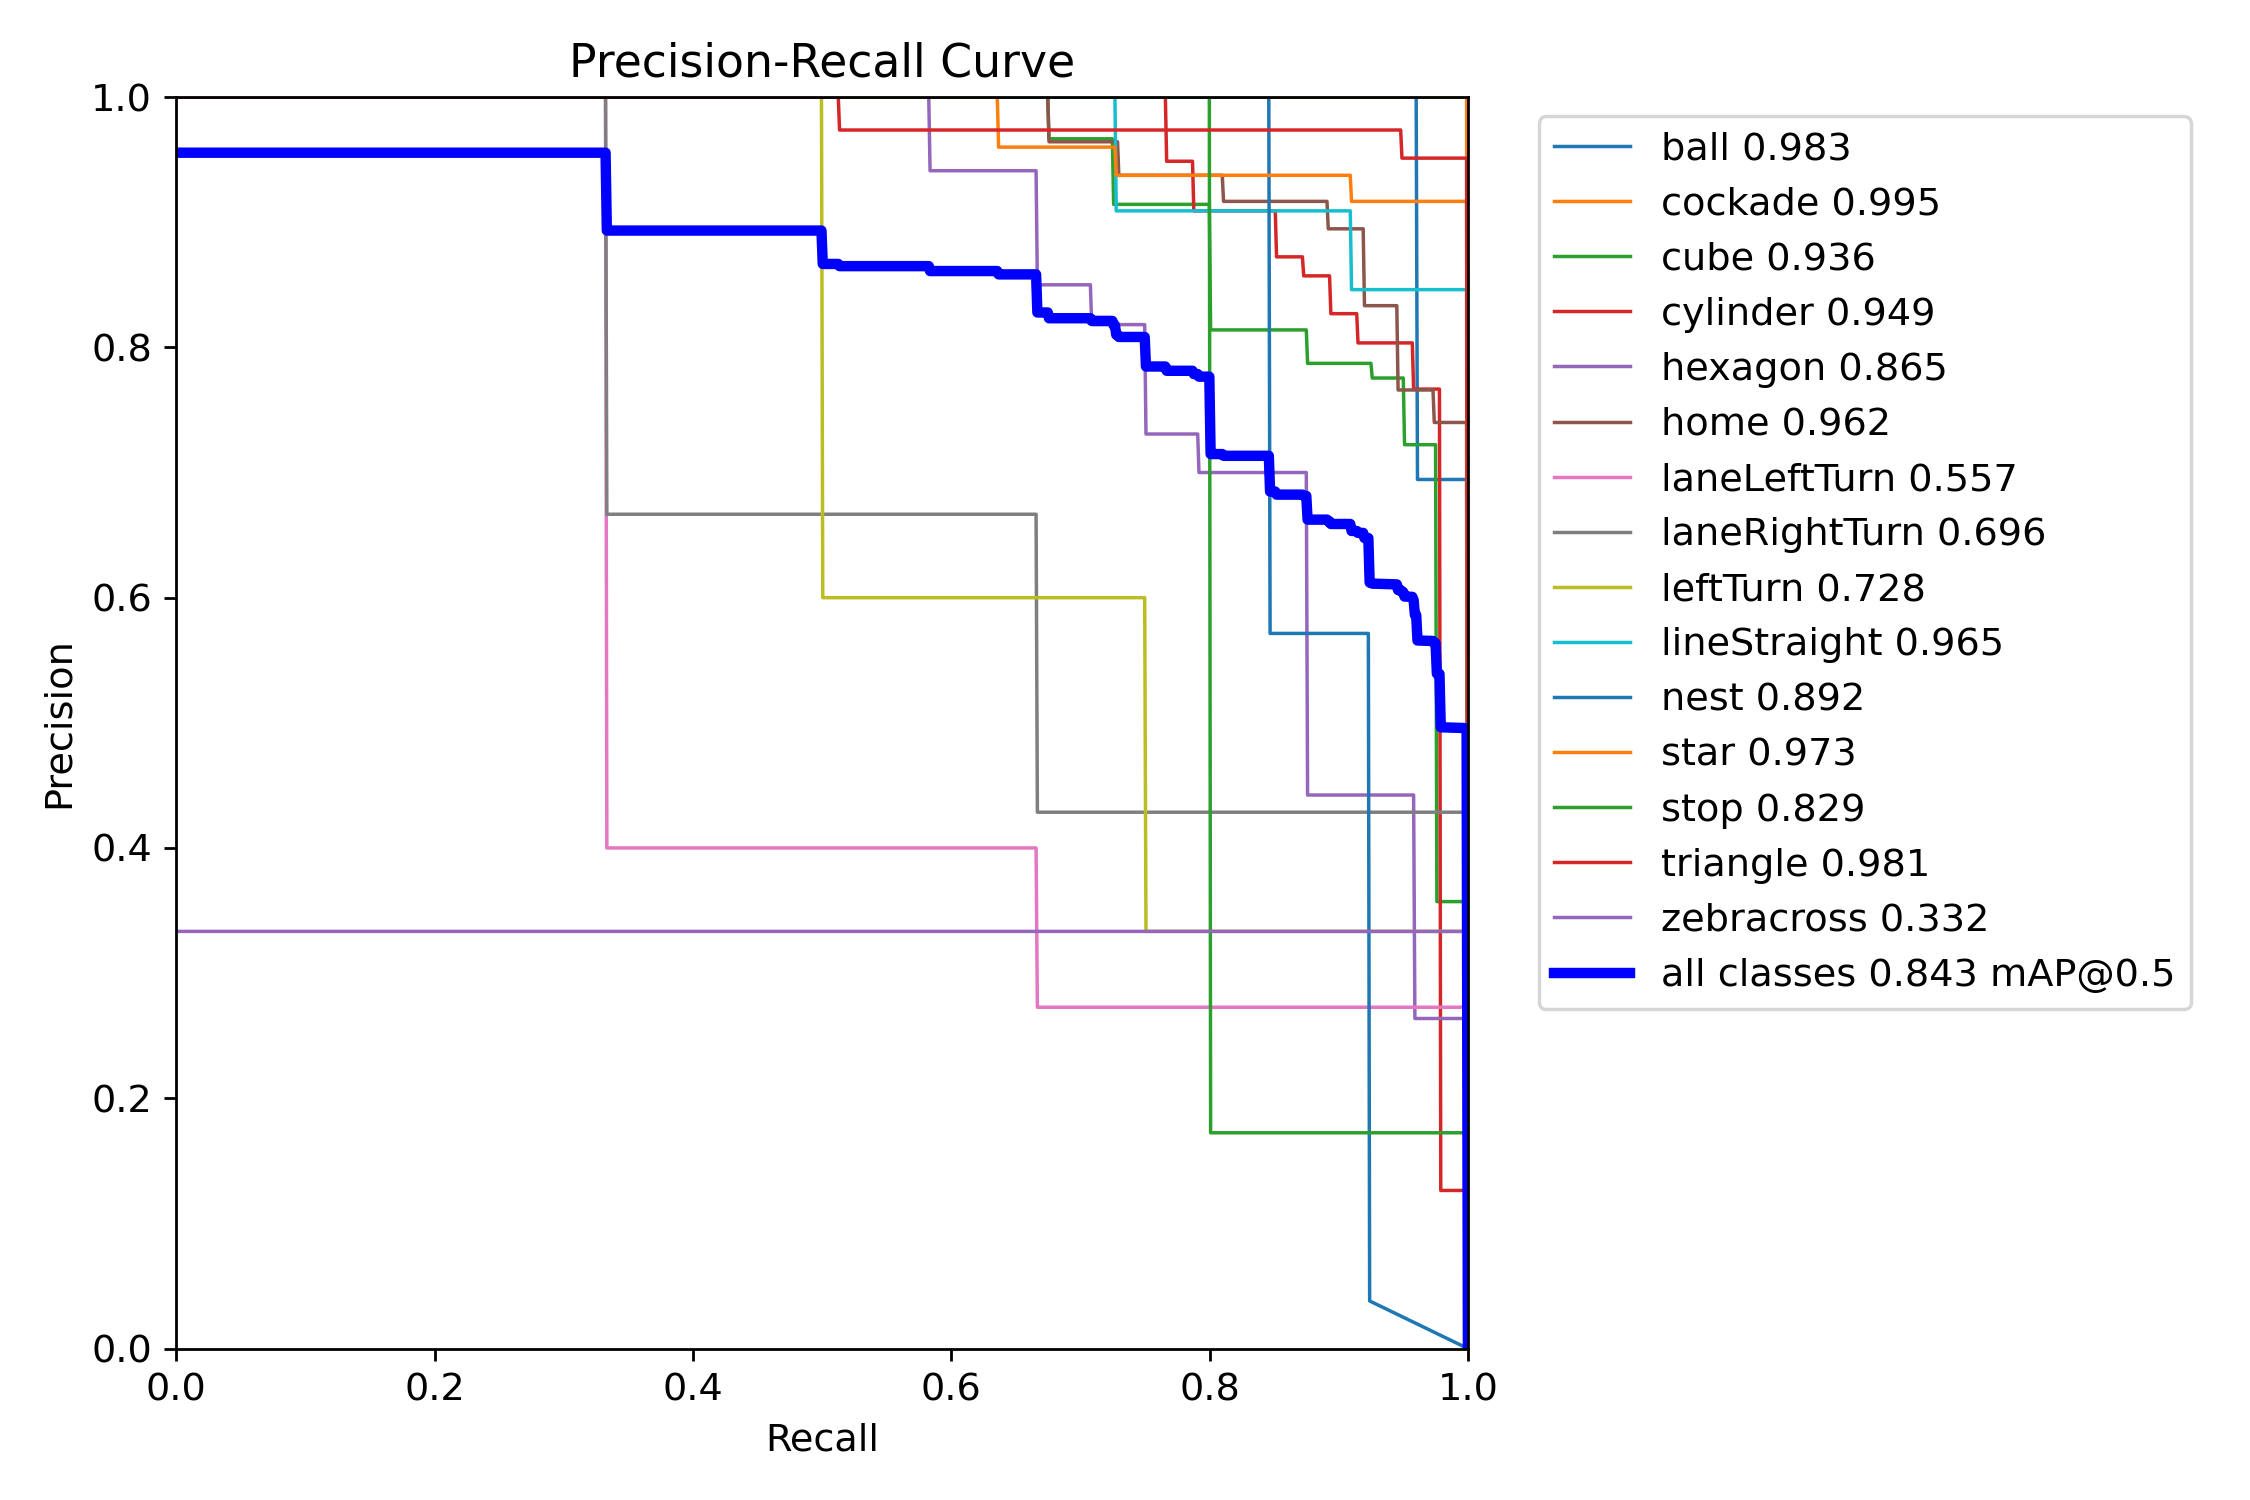 Precision-Recall Curve
1.0
0.8
0.6
0.4
0.2
0.0
Precision
0.0 0.2 0.4 0.6 0.8 1.0
Recall
ball 0.983
cockade 0.995
cube 0.936
cylinder 0.949
hexagon 0.865
home 0.962
laneLeftTurn 0.557
laneRightTurn 0.696
leftTurn 0.728
lineStraight 0.965
nest 0.892
star 0.973
stop 0.829
triangle 0.981
zebracross 0.332
all classes 0.843 mAP@0.5